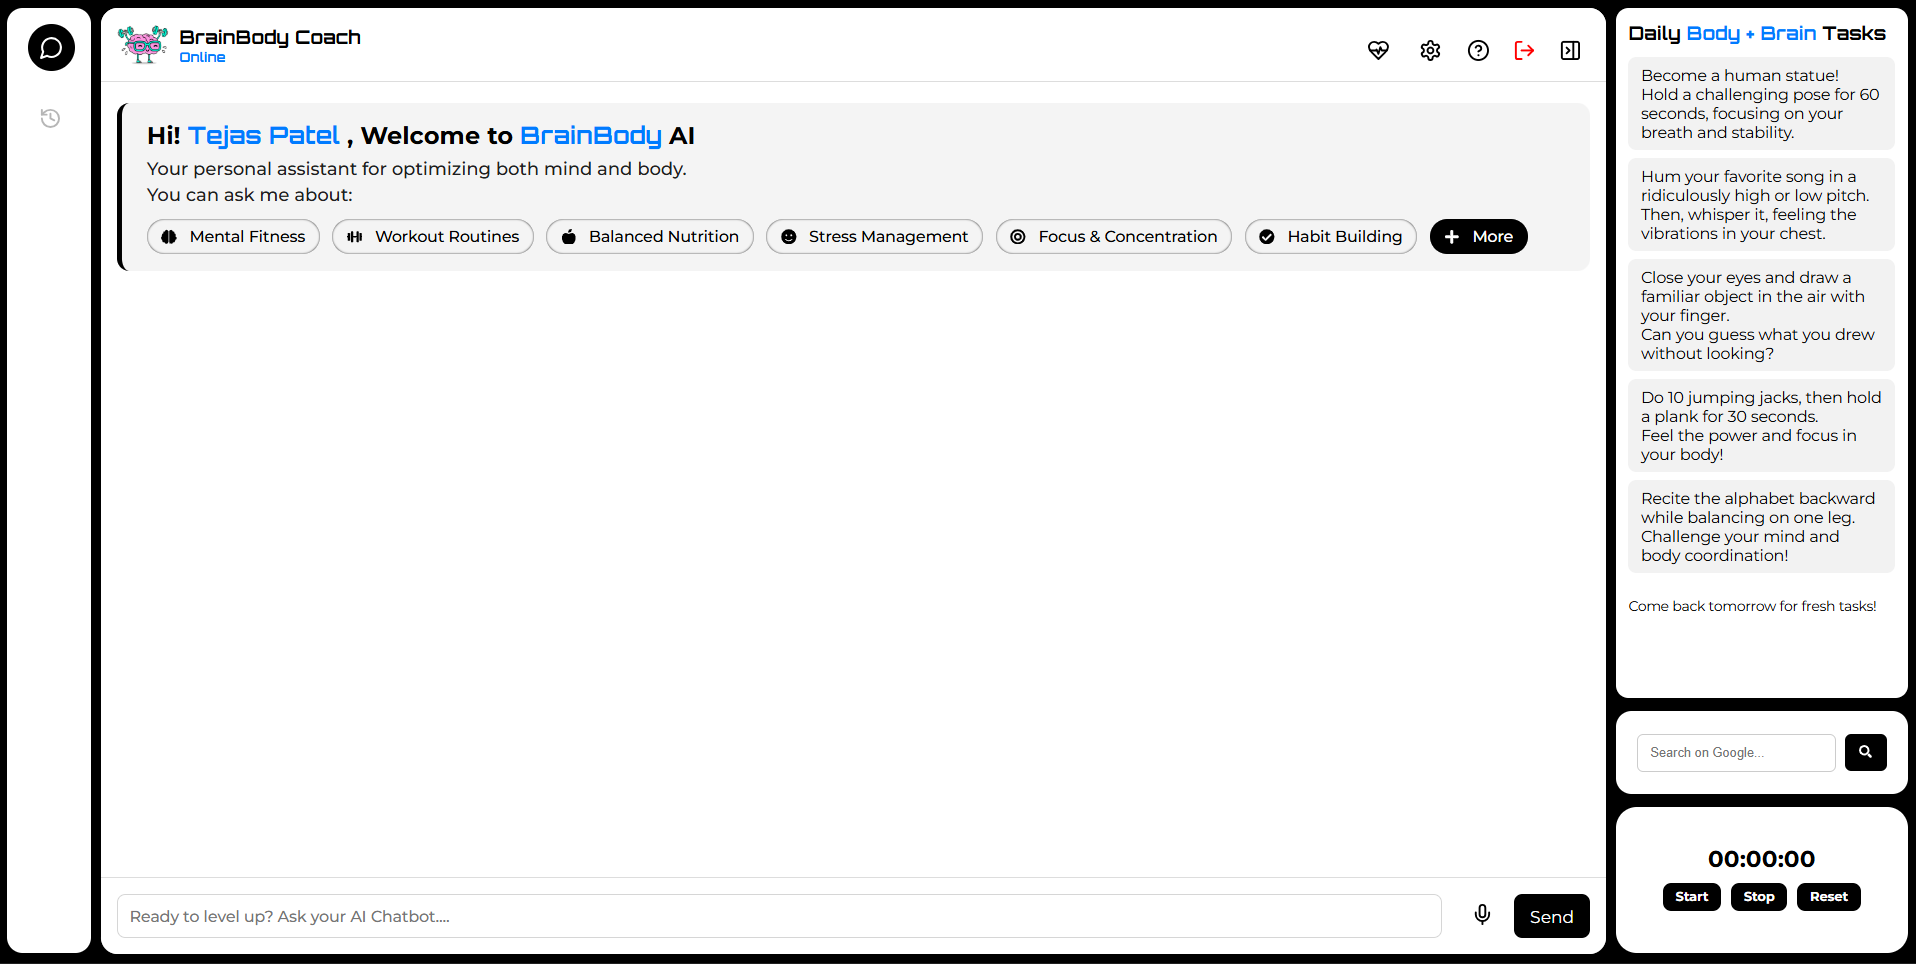 BrainBody Coach
Online
Hi! Tejas Patel , Welcome to BrainBody AI
Your personal assistant for optimizing both mind and body.
You can ask me about:
Mental Fitness
Workout Routines
Balanced Nutrition
Stress Management
Focus & Concentration
Habit Building
More
Ready to level up? Ask your AI Chatbot....
Send
Daily Body + Brain Tasks
Become a human statue!
Hold a challenging pose for 60
seconds, focusing on your
breath and stability.
Hum your favorite song in a
ridiculously high or low pitch.
Then, whisper it, feeling the
vibrations in your chest.
Close your eyes and draw a
familiar object in the air with
your finger.
Can you guess what you drew
without looking?
Do 10 jumping jacks, then hold
a plank for 30 seconds.
Feel the power and focus in
your body!
Recite the alphabet backward
while balancing on one leg.
Challenge your mind and
body coordination!
Come back tomorrow for fresh tasks!
Search on Google...
00:00:00
Start
Stop
Reset